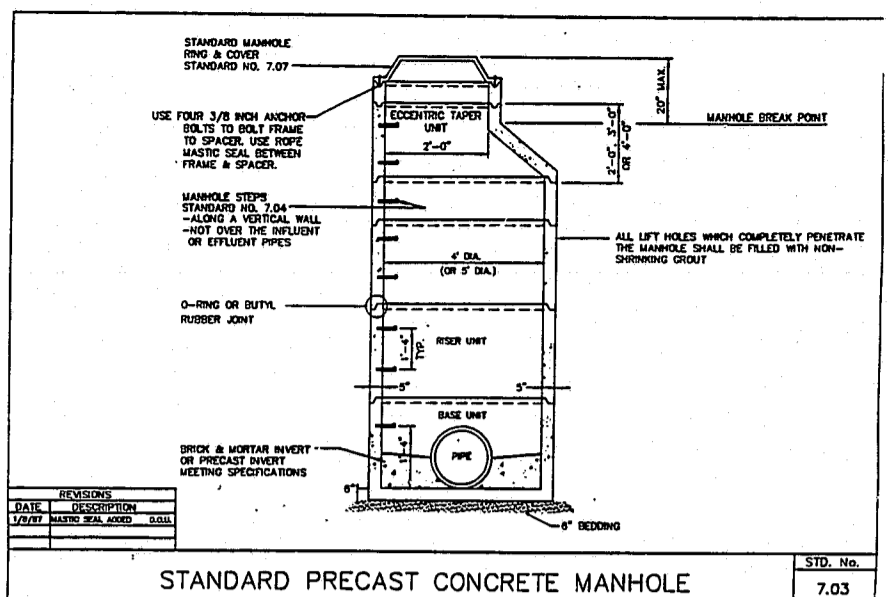 STANDARD MANHOLE
RING & COVER
STANDARD NO. 7.07
USE FOUR 3/8 INCH ANCHOR
BOLTS TO BOLT FRAME
TO SPACER. USE ROPE
MASTIC SEAL BETWEEN
FRAME & SPACER.
ECCENTRIC TAPER
UNIT
2'-0"
20" MAX.
MANHOLE BREAK POINT
2'-0", 3'-0"
OR 4'-0"
MANHOLE STEPS
STANDARD NO. 7.04
-ALONG A VERTICAL WALL
-NOT OVER THE INFLUENT
OR EFFLUENT PIPES
4' DIA.
(OR 5' DIA.)
ALL LIFT HOLES WHICH COMPLETELY PENETRATE
THE MANHOLE SHALL BE FILLED WITH NON-
SHRINKING GROUT
O-RING OR BUTYL
RUBBER JOINT
RISER UNIT
1'-4"
TYP.
5"
5"
BASE UNIT
1'-4"
PIPE
BRICK & MORTAR INVERT
OR PRECAST INVERT
MEETING SPECIFICATIONS
6"
6" BEDDING
REVISIONS
DATE DESCRIPTION
MASTIC SEAL ADDED
STANDARD PRECAST CONCRETE MANHOLE
STD. No.
7.03